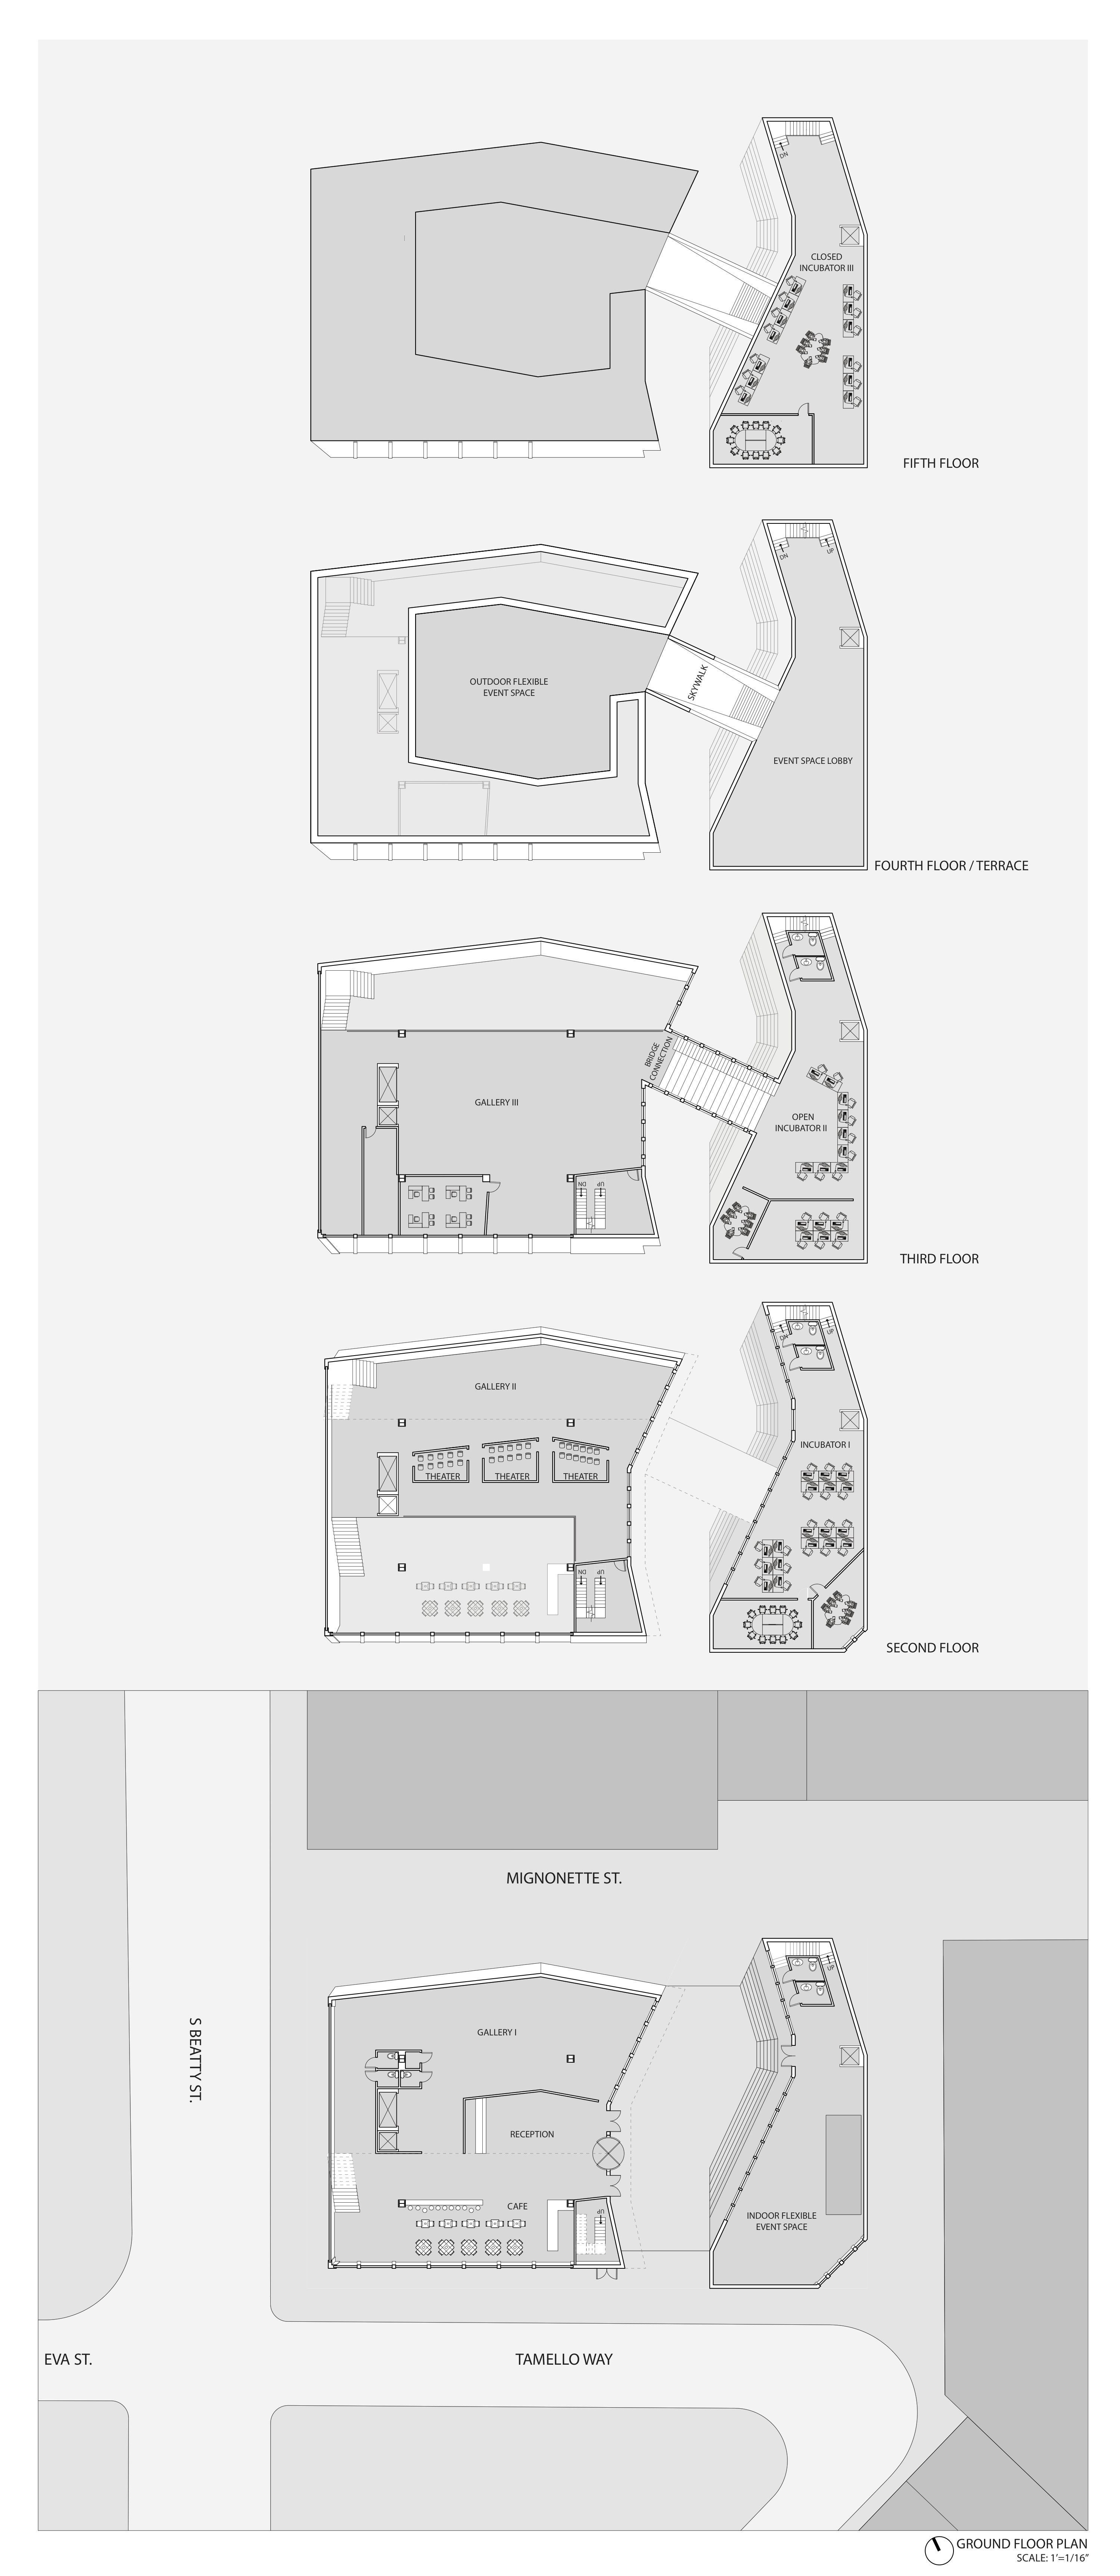 DN
CLOSED
INCUBATOR III
FIFTH FLOOR
DN
UP
OUTDOOR FLEXIBLE
EVENT SPACE
SKYWALK
EVENT SPACE LOBBY
FOURTH FLOOR / TERRACE
BRIDGE
CONNECTION
GALLERY III
OPEN
INCUBATOR II
DN
UP
THIRD FLOOR
DN
UP
GALLERY II
INCUBATOR I
THEATER
THEATER
THEATER
DN
UP
SECOND FLOOR
MIGNONETTE ST.
UP
S BEATTY ST.
GALLERY I
RECEPTION
CAFE
UP
INDOOR FLEXIBLE
EVENT SPACE
EVA ST.
TAMELLO WAY
GROUND FLOOR PLAN
SCALE: 1'=1/16"